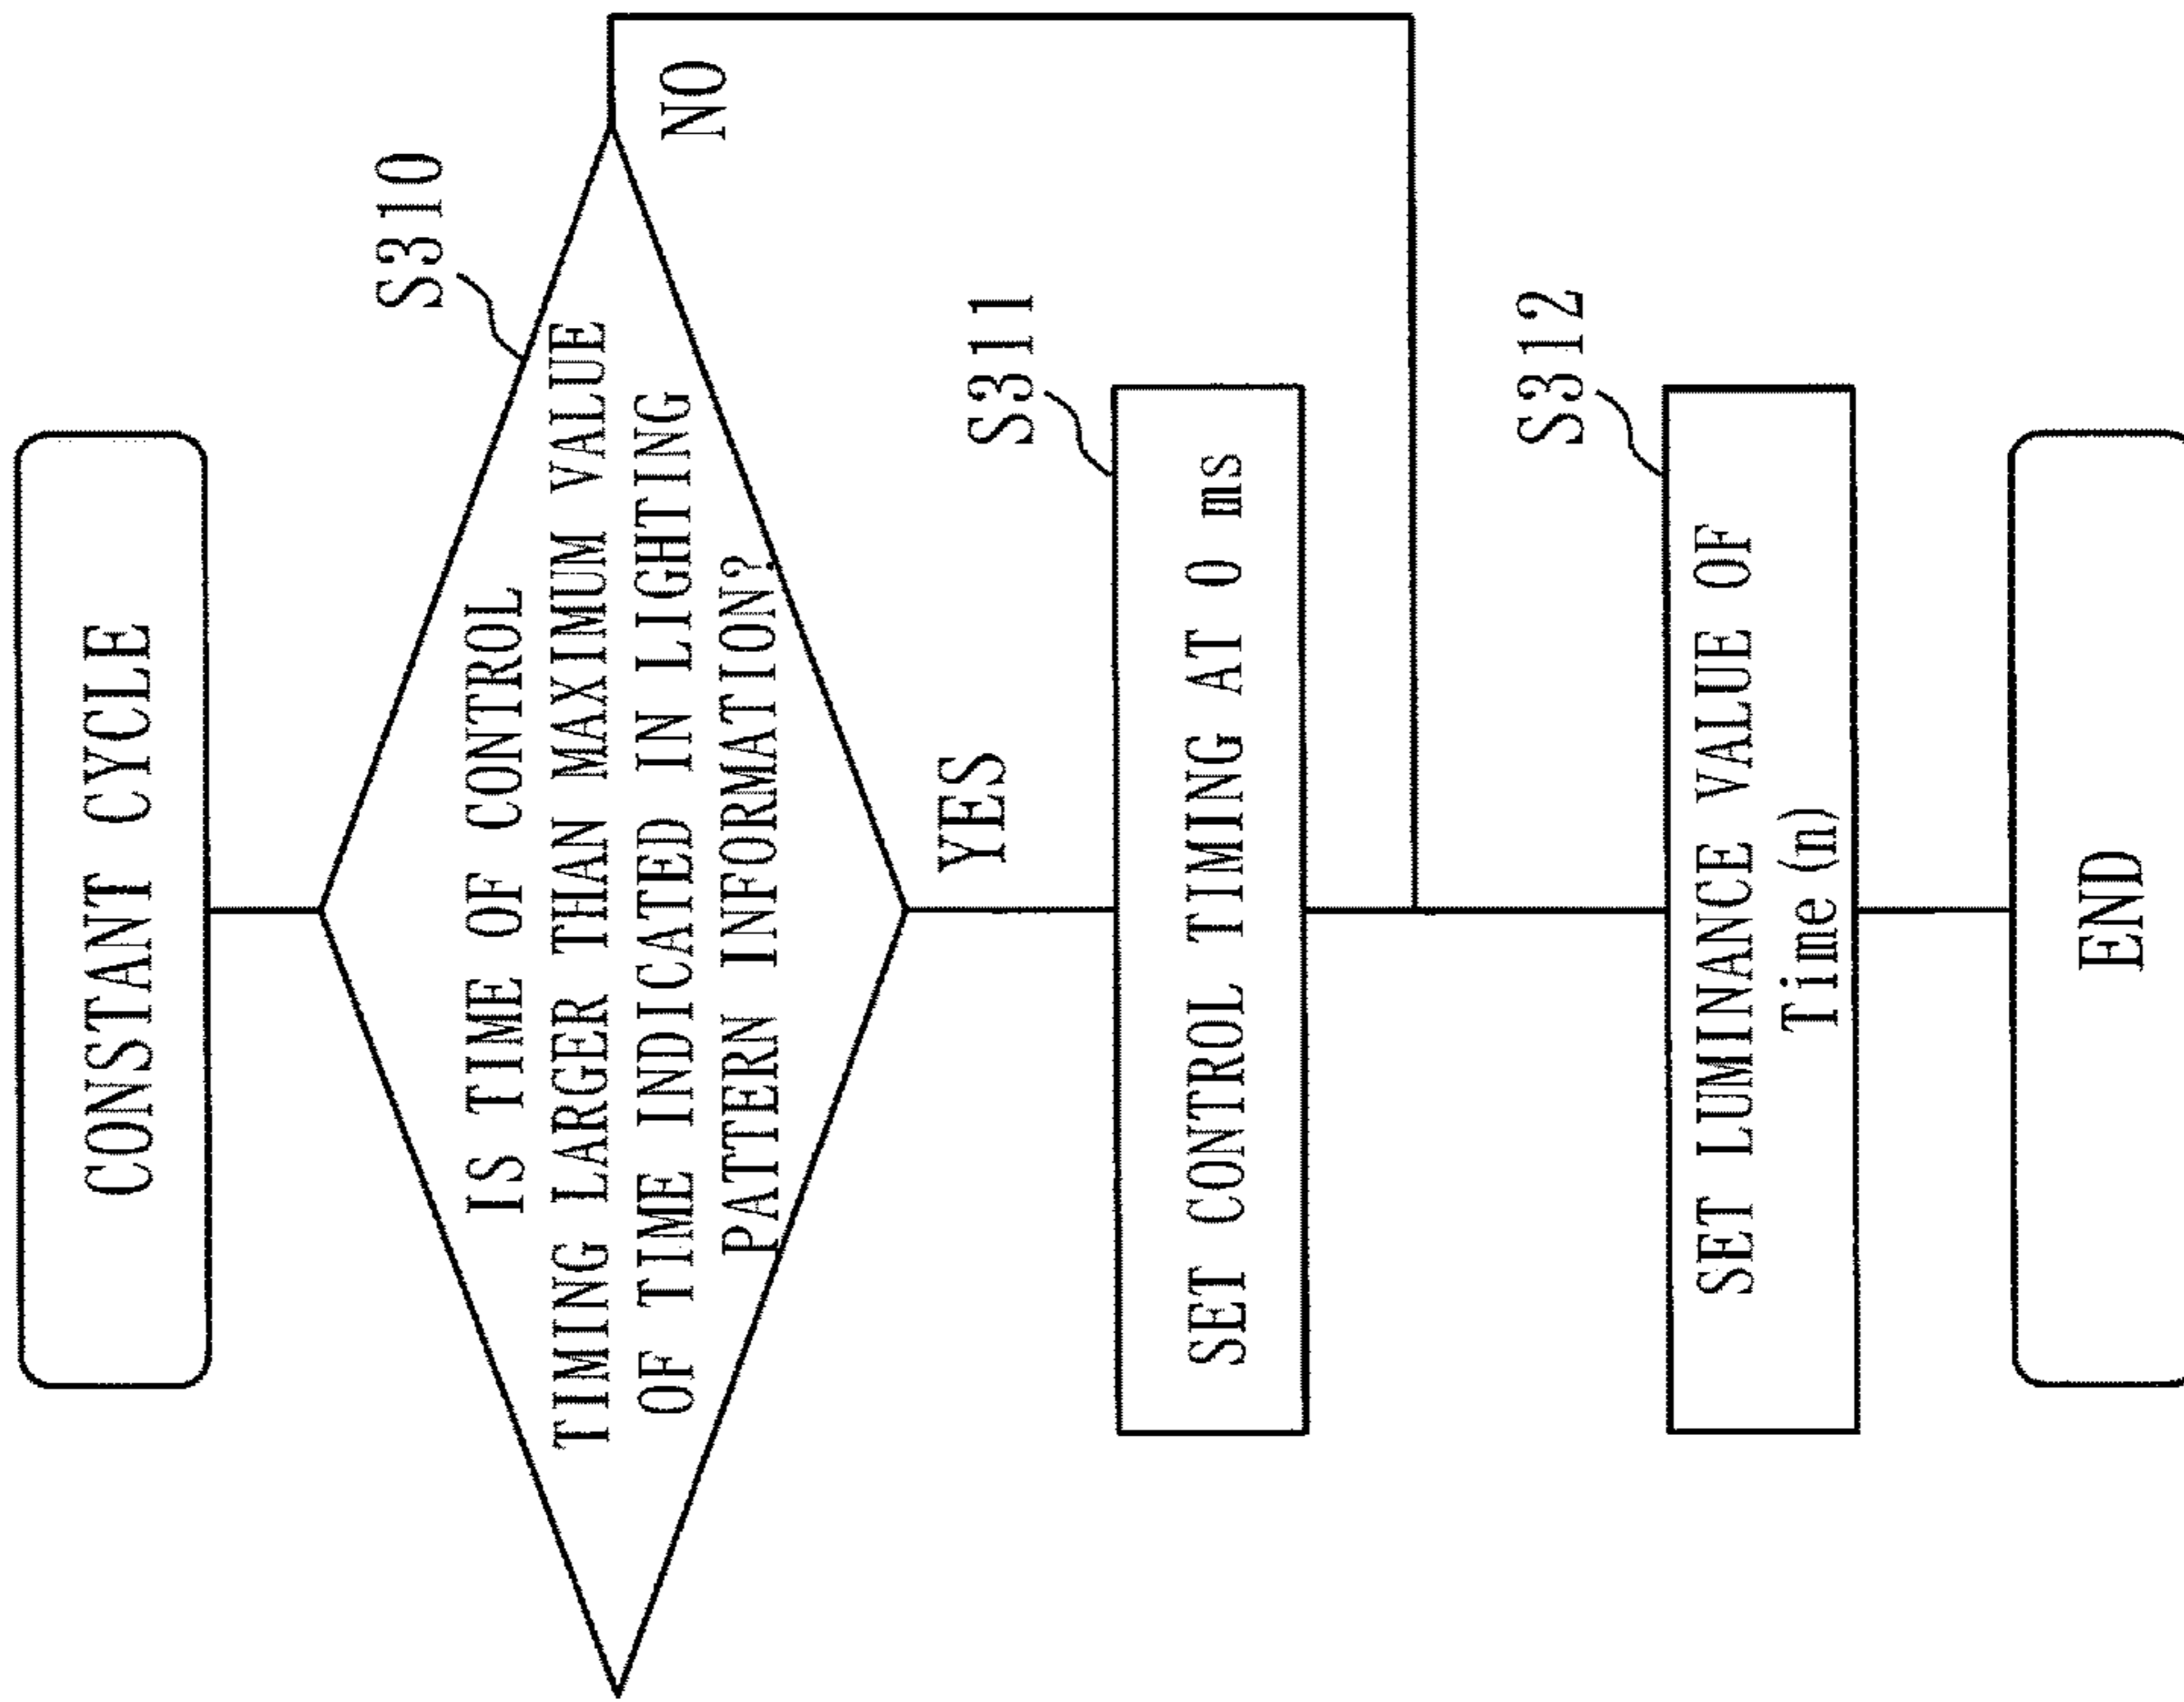 CONSTANT CYCLE
S310
IS TIME OF CONTROL
TIMING LARGER THAN MAXIMUM VALUE
OF TIME INDICATED IN LIGHTING
PATTERN INFORMATION?
NO
YES
S311
SET CONTROL TIMING AT 0 ms
S312
SET LUMINANCE VALUE OF
Time(n)
END